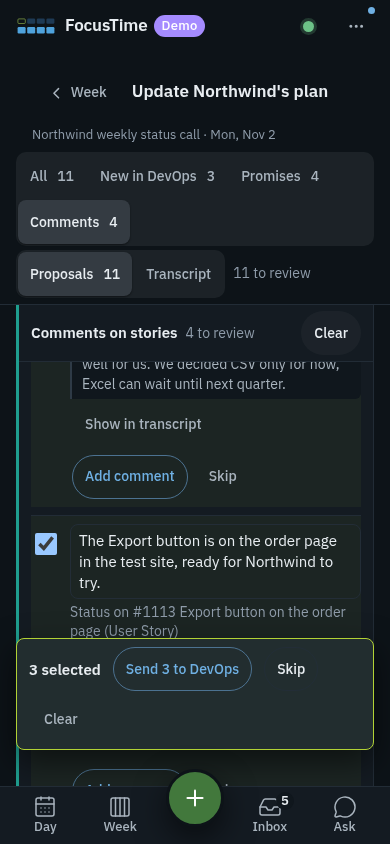 FocusTime Demo
Week Update Northwind's plan
Northwind weekly status call · Mon, Nov 2
All 11 New in DevOps 3 Promises 4
Comments 4
Proposals 11 Transcript 11 to review
Comments on stories 4 to review Clear
well for us. We decided CSV only for now,
Excel can wait until next quarter.
Show in transcript
Add comment Skip
The Export button is on the order page
in the test site, ready for Northwind to
try.
Status on #1113 Export button on the order
page (User Story)
3 selected Send 3 to DevOps Skip
Clear
Day Week Inbox 5 Ask